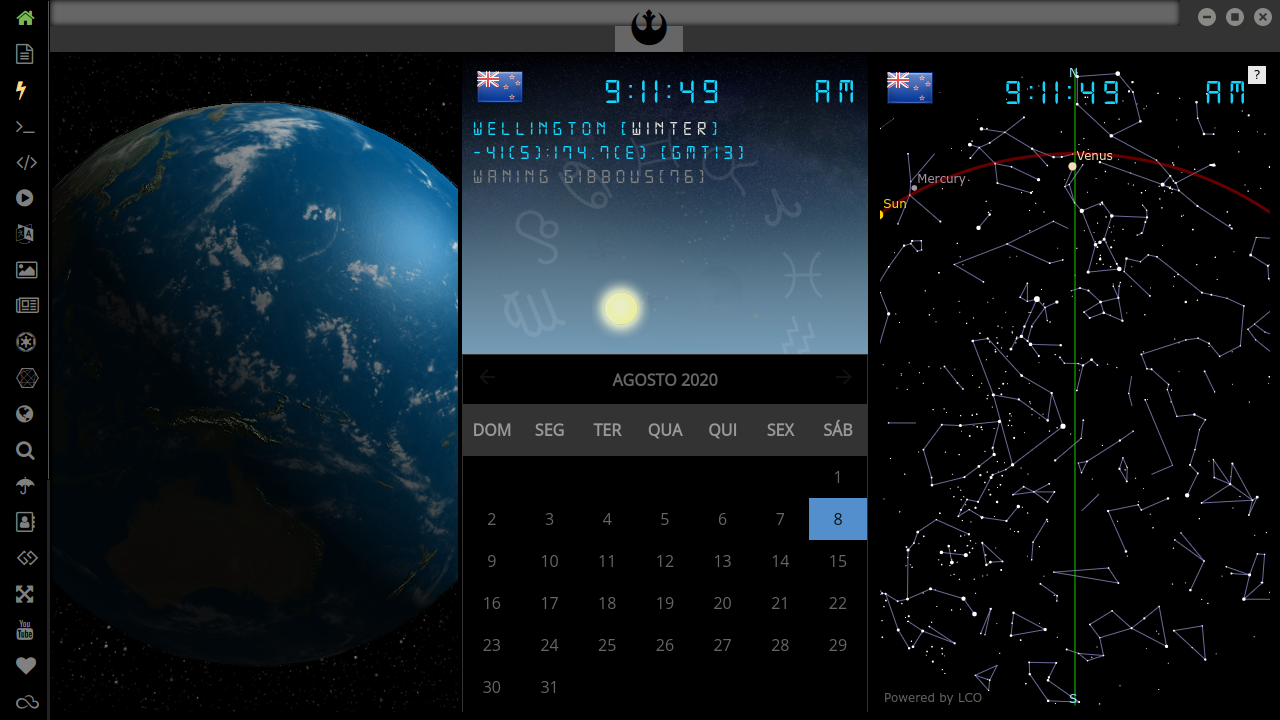 9:11:49 AM
WELLINGTON [WINTER]
-41(S):174.7(E) [GMT13]
WANING GIBBOUS[76]
AGOSTO 2020
DOM SEG TER QUA QUI SEX SÁB
1
2 3 4 5 6 7 8
9 10 11 12 13 14 15
16 17 18 19 20 21 22
23 24 25 26 27 28 29
30 31
N
?
9:11:49 AM
Venus
Mercury
Sun
Powered by LCO
S
You
Tube